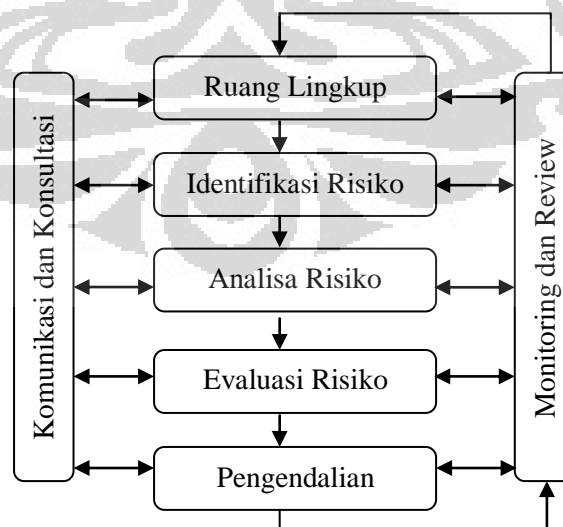 Ruang Lingkup
Identifikasi Risiko
Analisa Risiko
Evaluasi Risiko
Pengendalian
Komunikasi dan Konsultasi
Monitoring dan Review